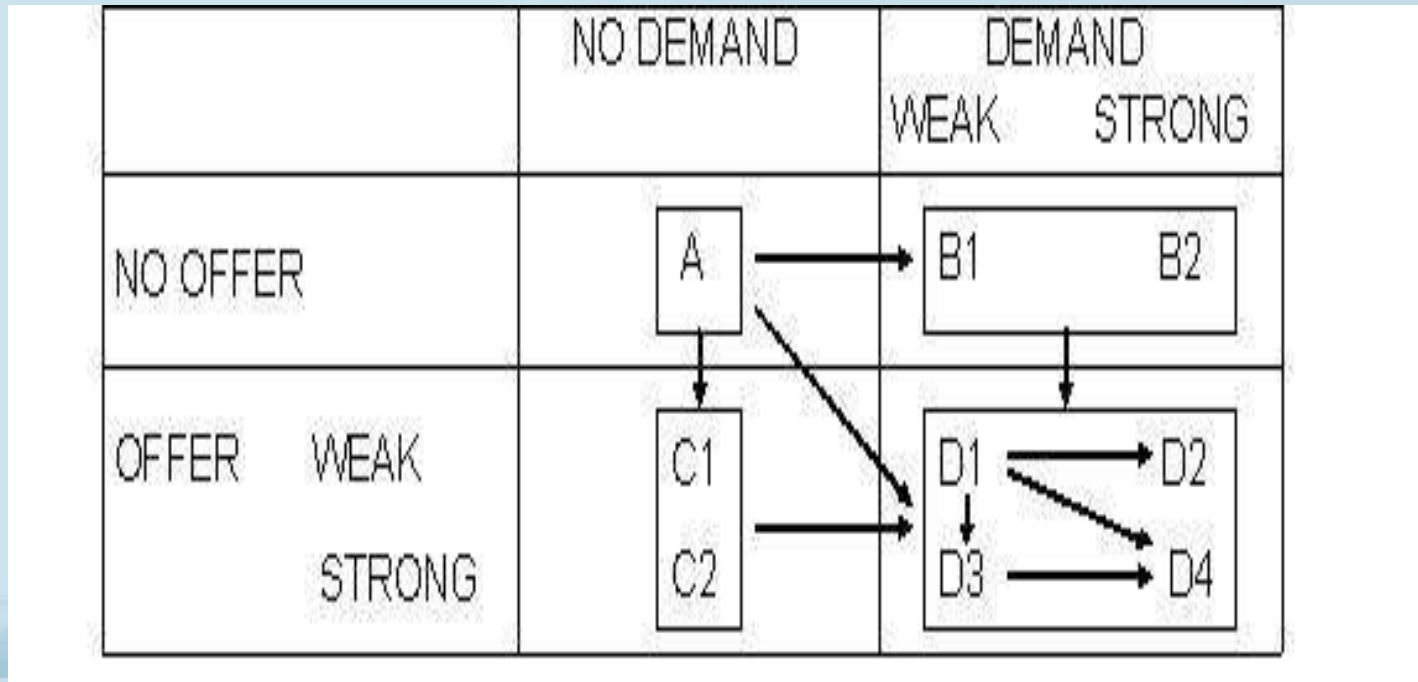 NO DEMAND DEMAND
WEAK STRONG
NO OFFER A B1 B2
OFFER WEAK C1 D1 D2
STRONG C2 D3 D4